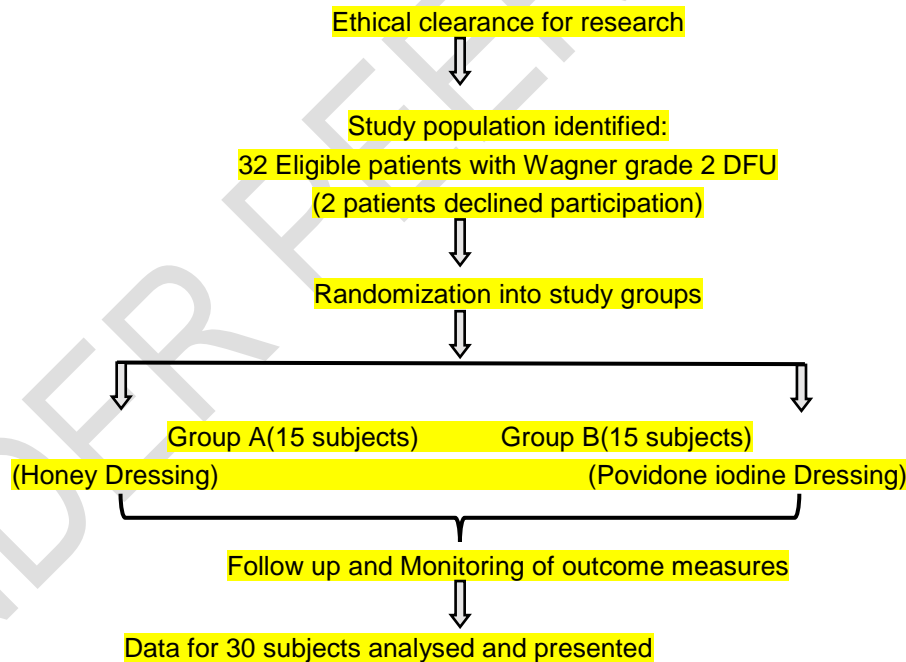 Ethical clearance for research
Study population identified:
32 Eligible patients with Wagner grade 2 DFU
(2 patients declined participation)
Randomization into study groups
Group A(15 subjects) Group B(15 subjects)
(Honey Dressing) (Povidone iodine Dressing)
Follow up and Monitoring of outcome measures
Data for 30 subjects analysed and presented